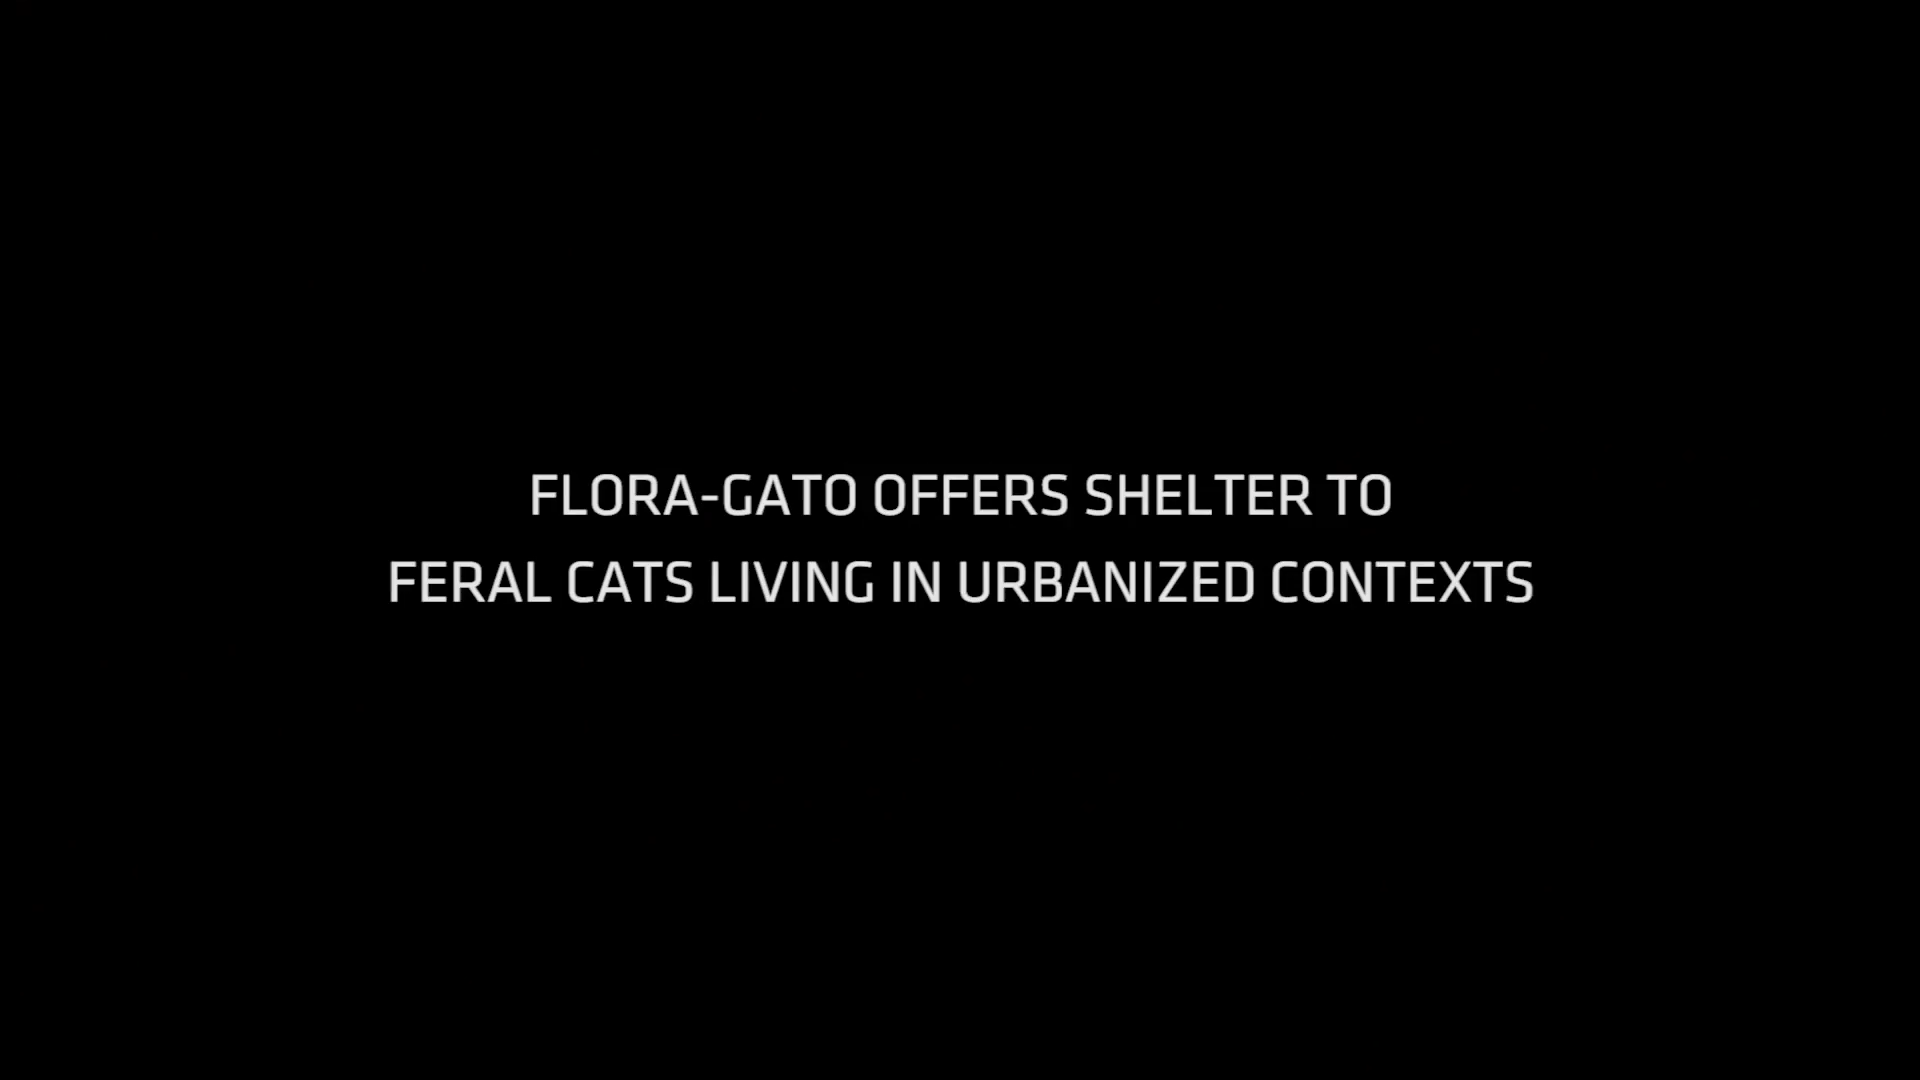 FLORA-GATO OFFERS SHELTER TO
FERAL CATS LIVING IN URBANIZED CONTEXTS